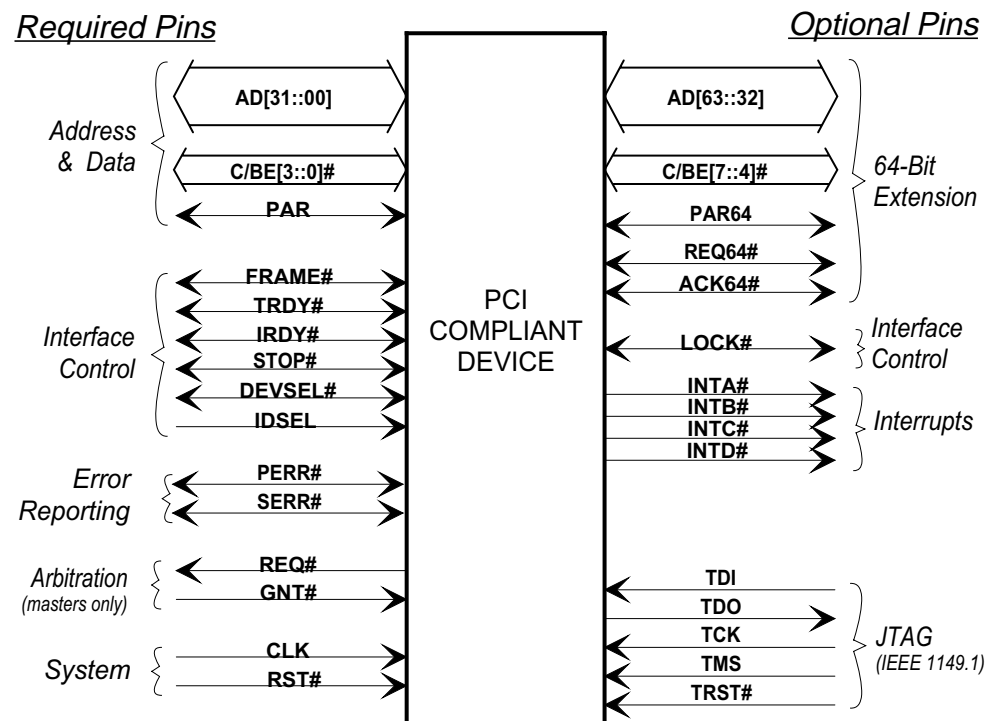 Required Pins
Address
& Data
AD[31::00]
C/BE[3::0]#
PAR
Interface
Control
FRAME#
TRDY#
IRDY#
STOP#
DEVSEL#
IDSEL
Error
Reporting
PERR#
SERR#
Arbitration
(masters only)
REQ#
GNT#
System
CLK
RST#
PCI
COMPLIANT
DEVICE
Optional Pins
AD[63::32]
C/BE[7::4]#
PAR64
REQ64#
ACK64#
64-Bit
Extension
LOCK#
Interface
Control
INTA#
INTB#
INTC#
INTD#
Interrupts
TDI
TDO
TCK
TMS
TRST#
JTAG
(IEEE 1149.1)